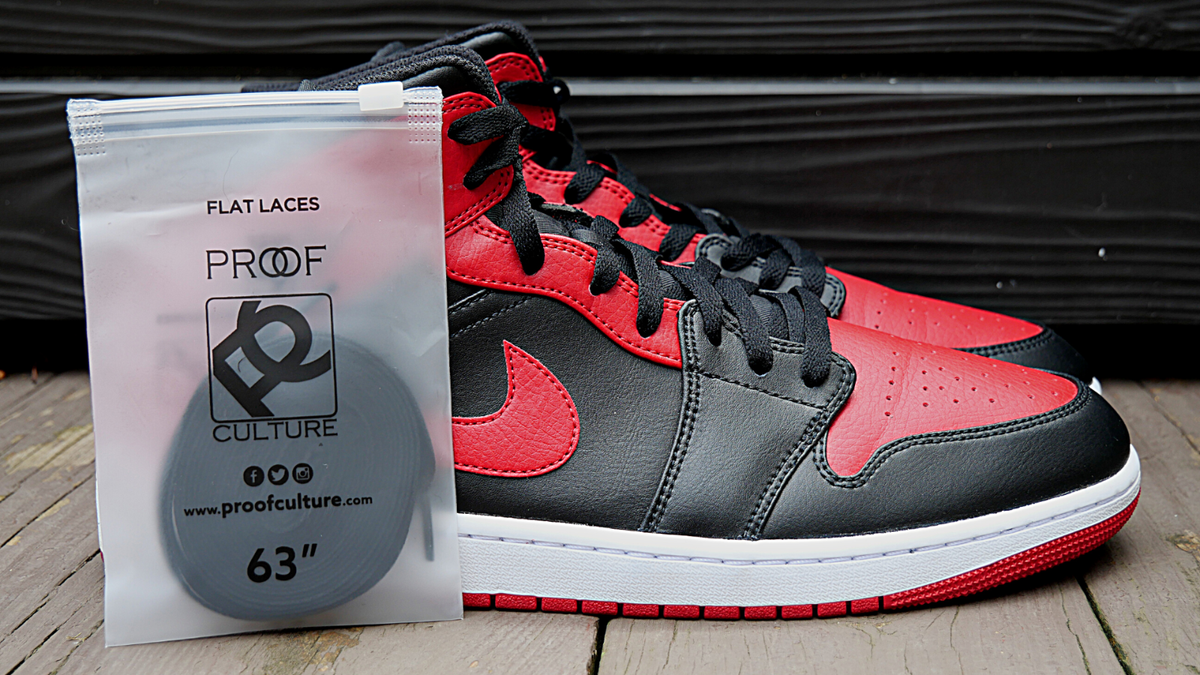 FLAT LACES
PROOF
CULTURE
www.proofculture.com
63"